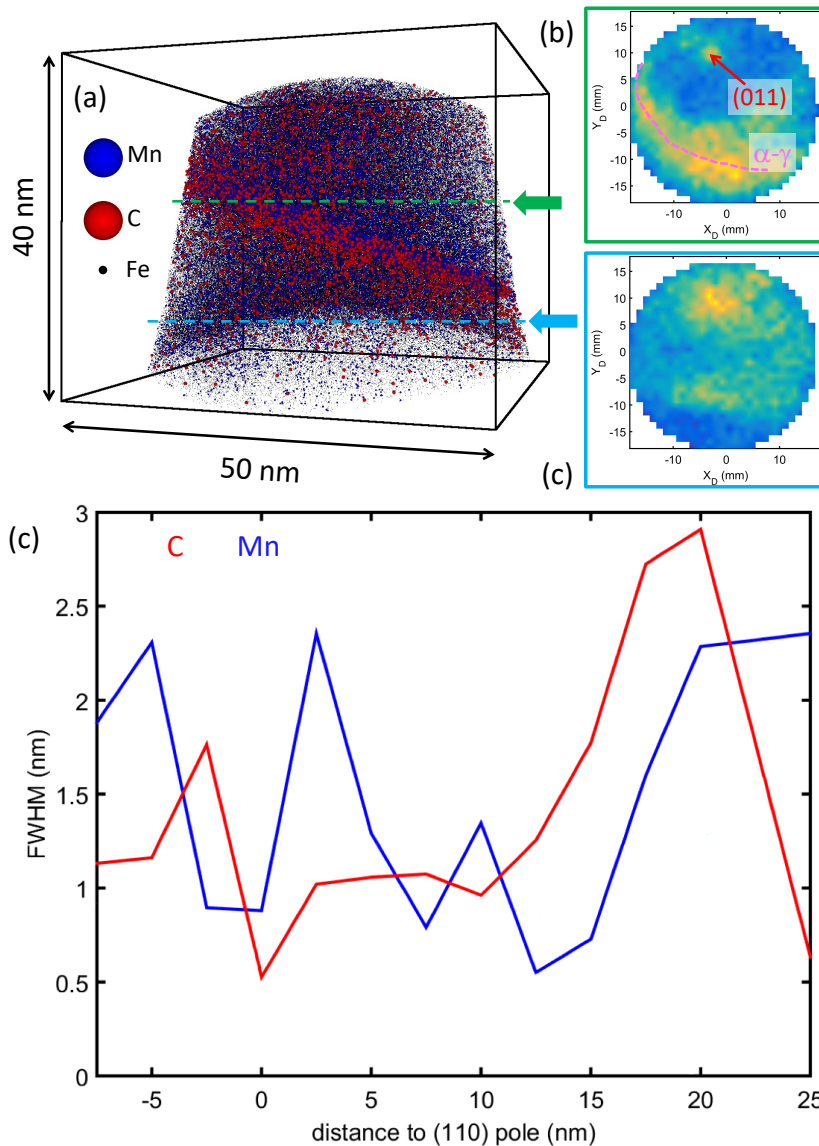 (a)
Mn
C
Fe
40 nm
50 nm
(b)
15
10
5
0
-5
-10
-15
Y_D (mm)
-10
0
10
X_D (mm)
(011)
α-γ
(c)
15
10
5
0
-5
-10
-15
Y_D (mm)
-10
0
10
X_D (mm)
(c)
C Mn
3
2.5
2
1.5
1
0.5
0
FWHM (nm)
-5 0 5 10 15 20 25
distance to (110) pole (nm)